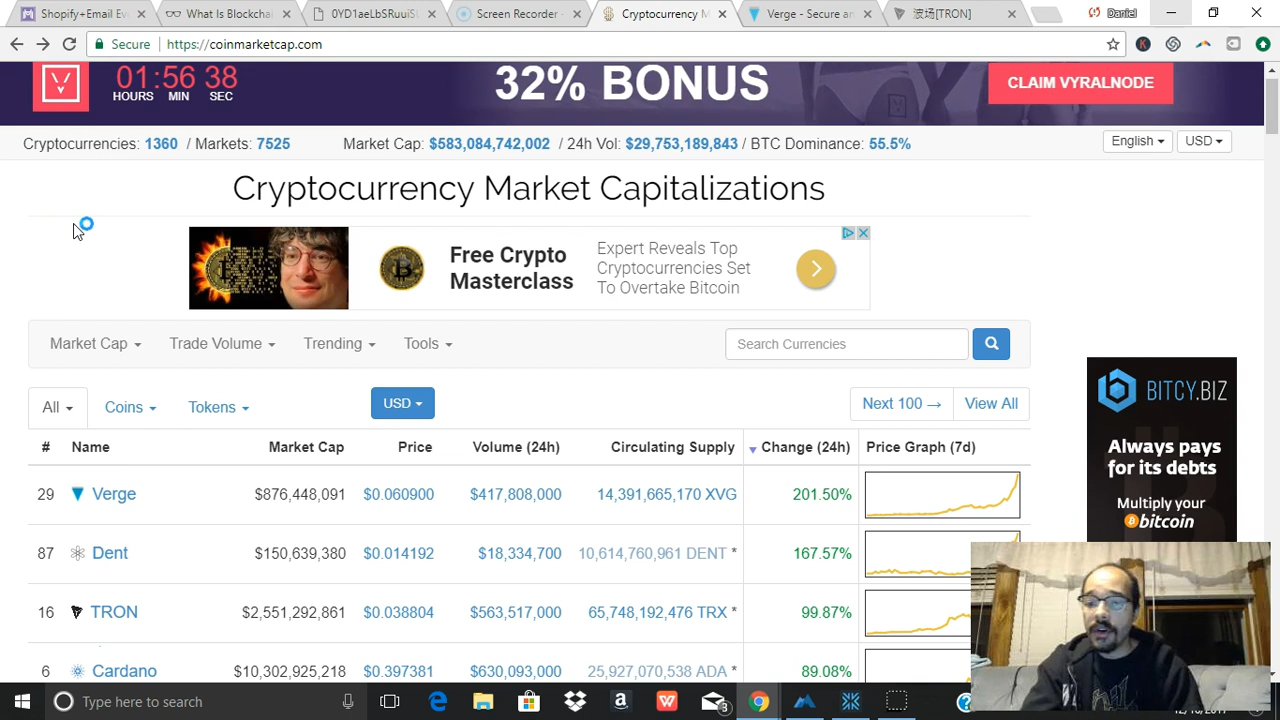 Shopify+Email Ev
What Is Blockchai
0YD1aeLbSRuuiSU
Screen Recorder -
Cryptocurrency M
Verge - Secure an
波场[TRON]
Daniel
Secure
https://coinmarketcap.com
01:56 38
HOURS MIN SEC
32% BONUS
CLAIM VYRALNODE
Cryptocurrencies: 1360 / Markets: 7525
Market Cap: $583,084,742,002 / 24h Vol: $29,753,189,843 / BTC Dominance: 55.5%
English
USD
Cryptocurrency Market Capitalizations
Free Crypto
Masterclass
Expert Reveals Top
Cryptocurrencies Set
To Overtake Bitcoin
Market Cap
Trade Volume
Trending
Tools
Search Currencies
All
Coins
Tokens
USD
Next 100 →
View All
# Name Market Cap Price Volume (24h) Circulating Supply Change (24h) Price Graph (7d)
29 Verge $876,448,091 $0.060900 $417,808,000 14,391,665,170 XVG 201.50%
87 Dent $150,639,380 $0.014192 $18,334,700 10,614,760,961 DENT * 167.57%
16 TRON $2,551,292,861 $0.038804 $563,517,000 65,748,192,476 TRX * 99.87%
6 Cardano $10,302,925,218 $0.397381 $630,093,000 25,927,070,538 ADA * 89.08%
BITCY.BIZ
Always pays
for its debts
Multiply your
bitcoin
Type here to search
3